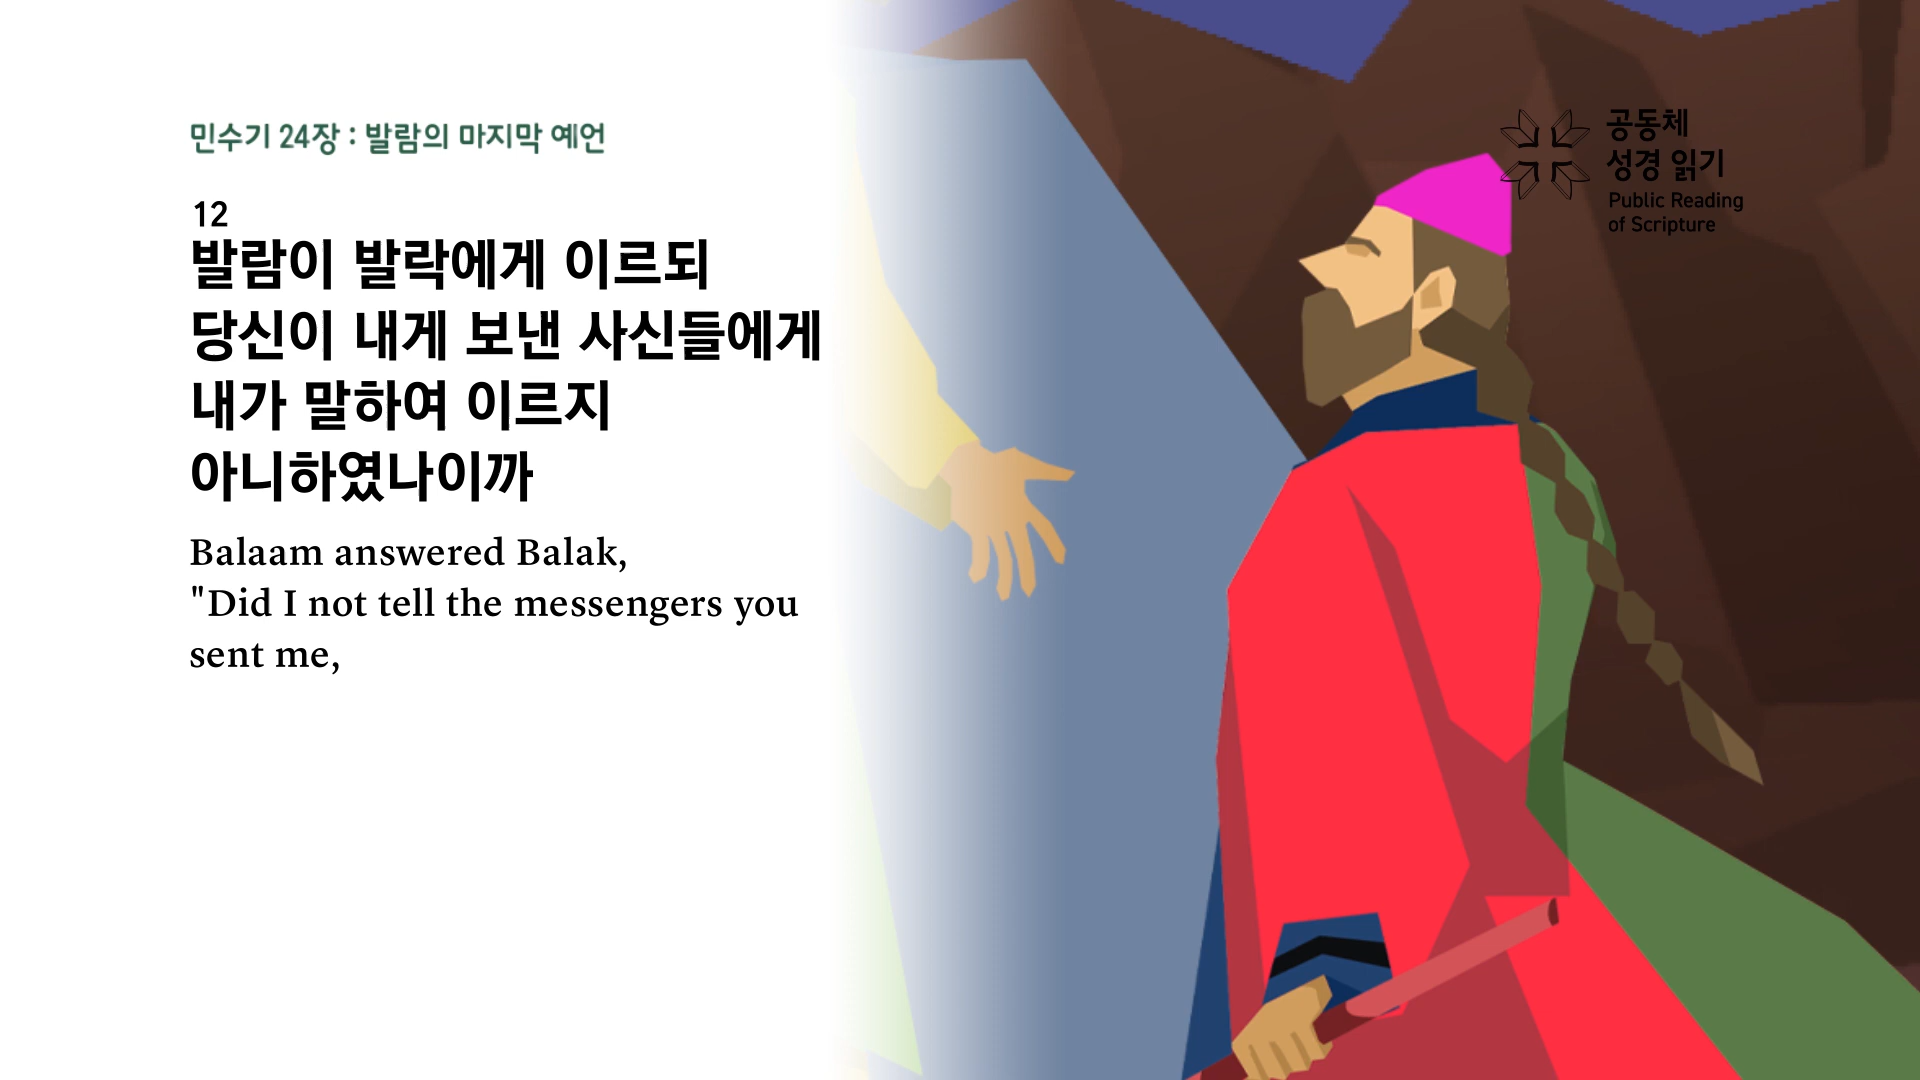 민수기 24장 : 발람의 마지막 예언
12
발람이 발락에게 이르되
당신이 내게 보낸 사신들에게
내가 말하여 이르지
아니하였나이까
Balaam answered Balak,
"Did I not tell the messengers you
sent me,
공동체
성경 읽기
Public Reading
of Scripture